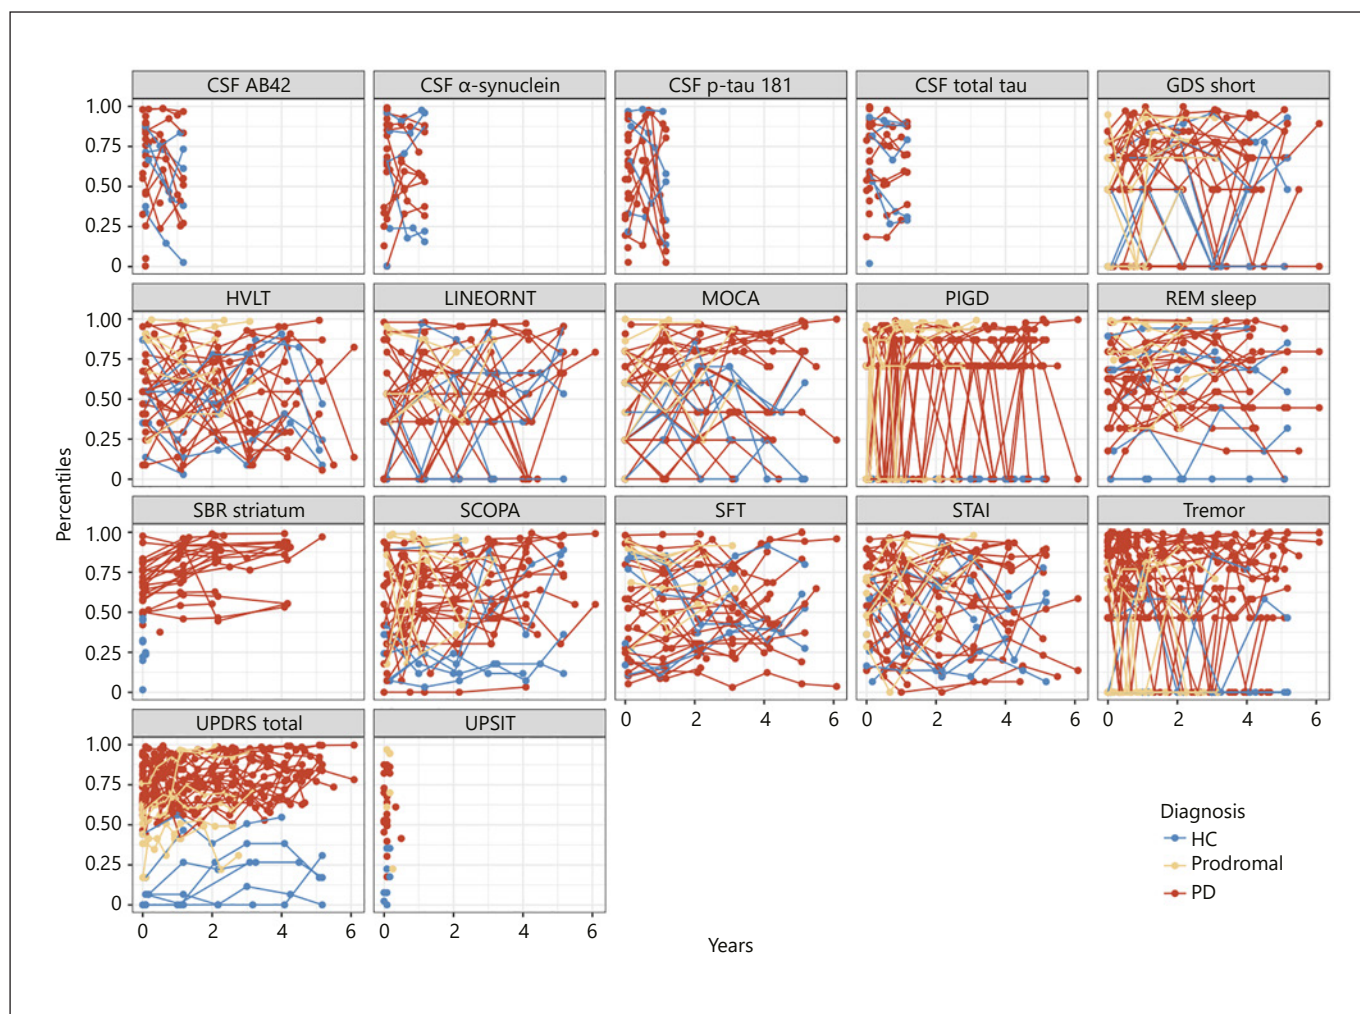 CSF AB42 CSF α-synuclein CSF p-tau 181 CSF total tau GDS short
1.00
0.75
0.50
0.25
0
HVLT LINEORNT MOCA PIGD REM sleep
1.00
0.75
0.50
0.25
0
Percentiles
SBR striatum SCOPA SFT STAI Tremor
1.00
0.75
0.50
0.25
0
0 2 4 6 0 2 4 6 0 2 4 6
UPDRS total UPSIT
1.00
0.75
0.50
0.25
0
0 2 4 6 0 2 4 6
Years
Diagnosis
HC
Prodromal
PD